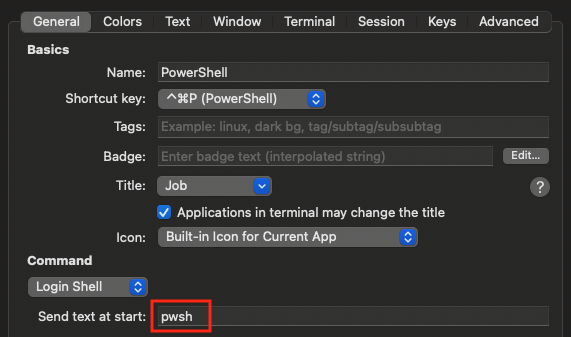 General Colors Text Window Terminal Session Keys Advanced
Basics
Name: PowerShell
Shortcut key: ^⌘P (PowerShell)
Tags: Example: linux, dark bg, tag/subtag/subsubtag
Badge: Enter badge text (interpolated string) Edit...
Title: Job ?
Applications in terminal may change the title
Icon: Built-in Icon for Current App
Command
Login Shell
Send text at start: pwsh